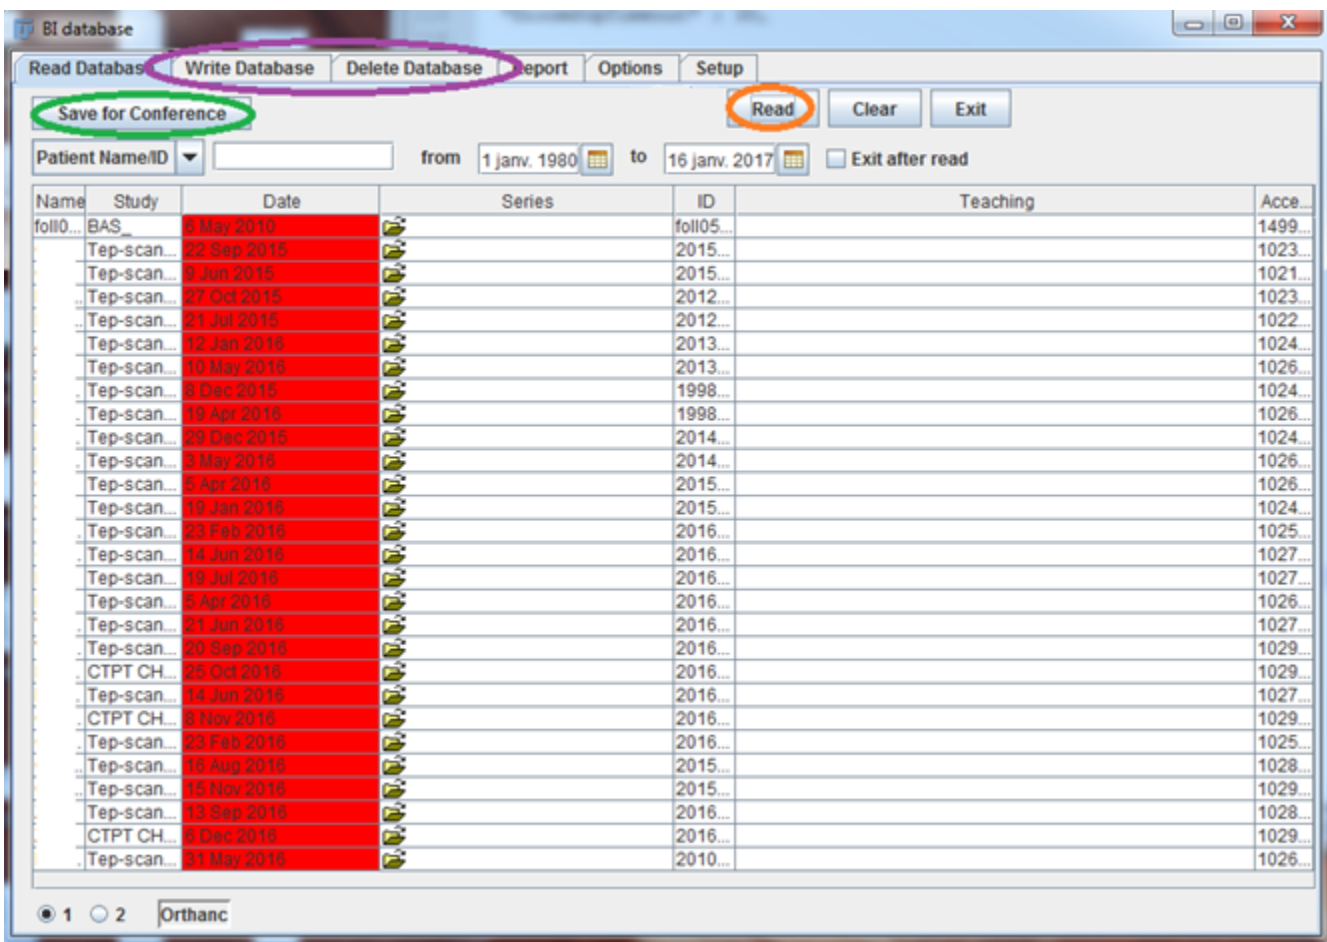 BI database
Read Databas Write Database Delete Database Report Options Setup
Save for Conference Read Clear Exit
Patient Name/ID from 1 janv. 1980 to 16 janv. 2017 Exit after read
Name Study Date Series ID Teaching Acce...
foll0... BAS_ 6 May 2010 foll05... 1499...
Tep-scan... 22 Sep 2015 2015... 1023...
Tep-scan... 9 Jun 2015 2015... 1021...
Tep-scan... 27 Oct 2015 2012... 1023...
Tep-scan... 21 Jul 2015 2012... 1022...
Tep-scan... 12 Jan 2016 2013... 1024...
Tep-scan... 10 May 2016 2013... 1026...
Tep-scan... 8 Dec 2015 1998... 1024...
Tep-scan... 19 Apr 2016 1998... 1026...
Tep-scan... 29 Dec 2015 2014... 1024...
Tep-scan... 3 May 2016 2014... 1026...
Tep-scan... 5 Apr 2016 2015... 1026...
Tep-scan... 19 Jan 2016 2015... 1024...
Tep-scan... 23 Feb 2016 2016... 1025...
Tep-scan... 14 Jun 2016 2016... 1027...
Tep-scan... 19 Jul 2016 2016... 1027...
Tep-scan... 5 Apr 2016 2016... 1026...
Tep-scan... 21 Jun 2016 2016... 1027...
Tep-scan... 20 Sep 2016 2016... 1029...
CTPT CH... 25 Oct 2016 2016... 1029...
Tep-scan... 14 Jun 2016 2016... 1027...
CTPT CH... 8 Nov 2016 2016... 1029...
Tep-scan... 23 Feb 2016 2016... 1025...
Tep-scan... 16 Aug 2016 2015... 1028...
Tep-scan... 15 Nov 2016 2015... 1029...
Tep-scan... 13 Sep 2016 2016... 1028...
CTPT CH... 6 Dec 2016 2016... 1029...
Tep-scan... 31 May 2016 2010... 1026...
1 2 Orthanc